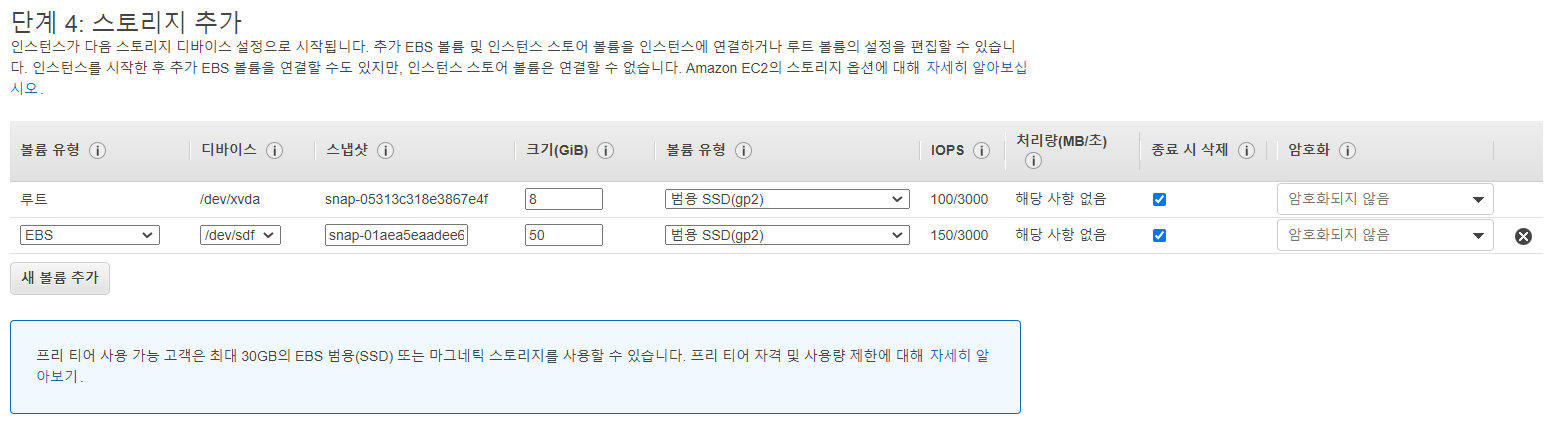 단계 4: 스토리지 추가
인스턴스가 다음 스토리지 디바이스 설정으로 시작됩니다. 추가 EBS 볼륨 및 인스턴스 스토어 볼륨을 인스턴스에 연결하거나 루트 볼륨의 설정을 편집할 수 있습니
다. 인스턴스를 시작한 후 추가 EBS 볼륨을 연결할 수도 있지만, 인스턴스 스토어 볼륨은 연결할 수 없습니다. Amazon EC2의 스토리지 옵션에 대해 자세히 알아보십
시오.
볼륨 유형 디바이스 스냅샷 크기(GiB) 볼륨 유형 IOPS 처리량(MB/초) 종료 시 삭제 암호화
루트 /dev/xvda snap-05313c318e3867e4f 8 범용 SSD(gp2) 100/3000 해당 사항 없음 암호화되지 않음
EBS /dev/sdf snap-01aea5eaadee6 50 범용 SSD(gp2) 150/3000 해당 사항 없음 암호화되지 않음
새 볼륨 추가
프리 티어 사용 가능 고객은 최대 30GB의 EBS 범용(SSD) 또는 마그네틱 스토리지를 사용할 수 있습니다. 프리 티어 자격 및 사용량 제한에 대해 자세히 알
아보기.